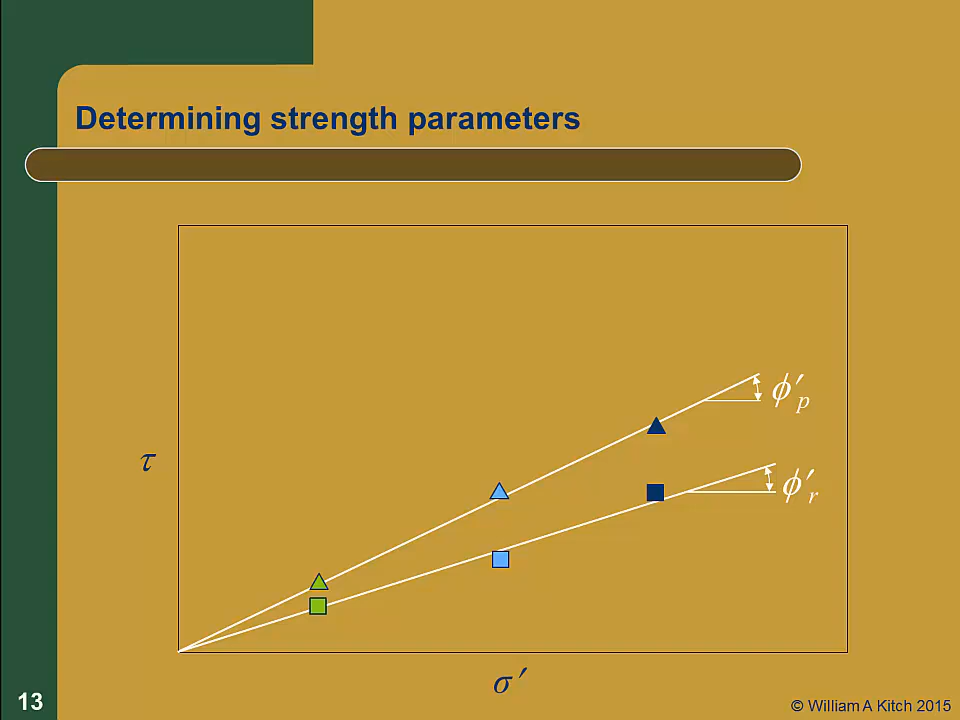 Determining strength parameters
ϕ′p
τ
ϕ′r
σ′
13
© William A Kitch 2015